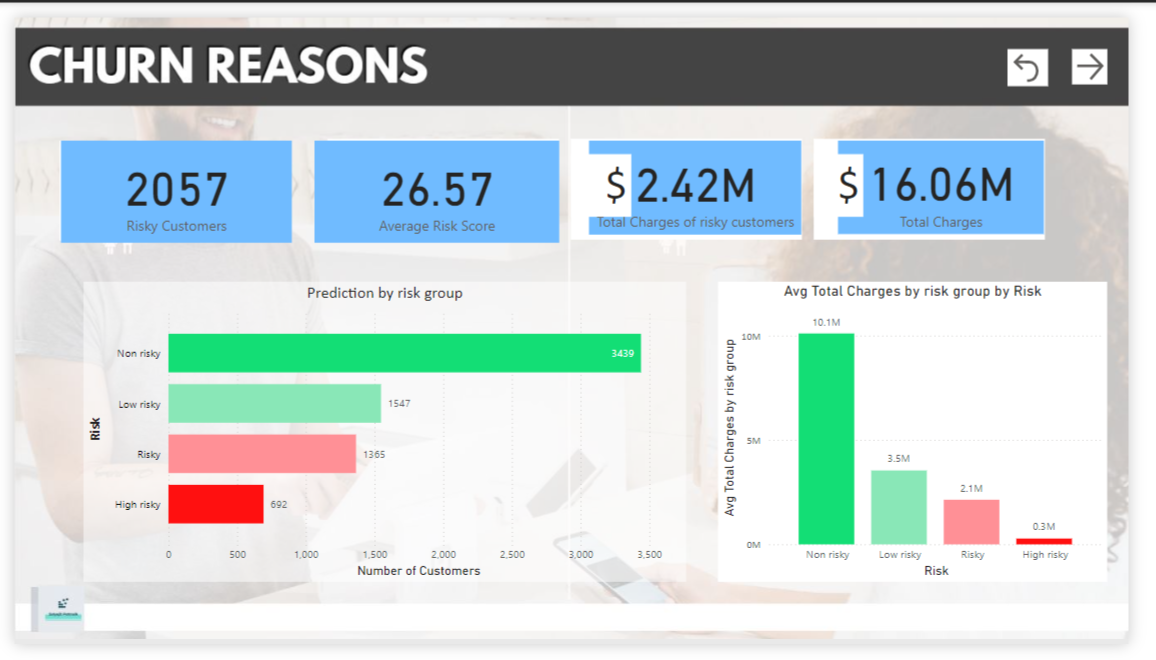 CHURN REASONS
2057
Risky Customers
26.57
Average Risk Score
$ 2.42M
Total Charges of risky customers
$ 16.06M
Total Charges
Prediction by risk group
Risk
Non risky
3439
Low risky
1547
Risky
1365
High risky
692
0 500 1,000 1,500 2,000 2,500 3,000 3,500
Number of Customers
Avg Total Charges by risk group by Risk
Avg Total Charges by risk group
10M
5M
0M
10.1M
3.5M
2.1M
0.3M
Non risky Low risky Risky High risky
Risk